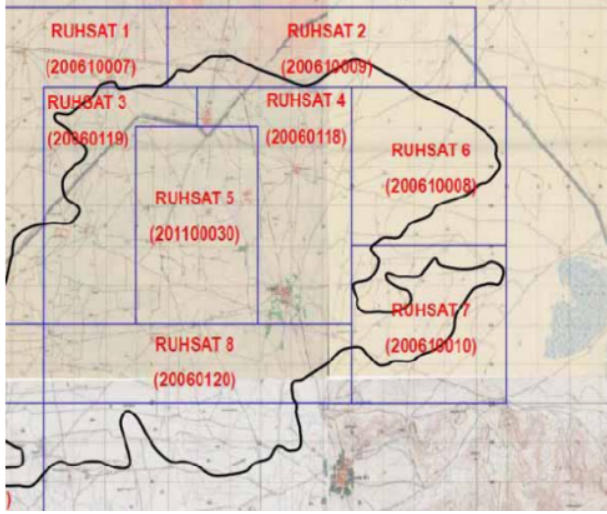 RUHSAT 1
(200610007)
RUHSAT 2
(200610009)
RUHSAT 3
(20060119)
RUHSAT 4
(20060118)
RUHSAT 6
(200610008)
RUHSAT 5
(201100030)
RUHSAT 7
(200610010)
RUHSAT 8
(20060120)
)